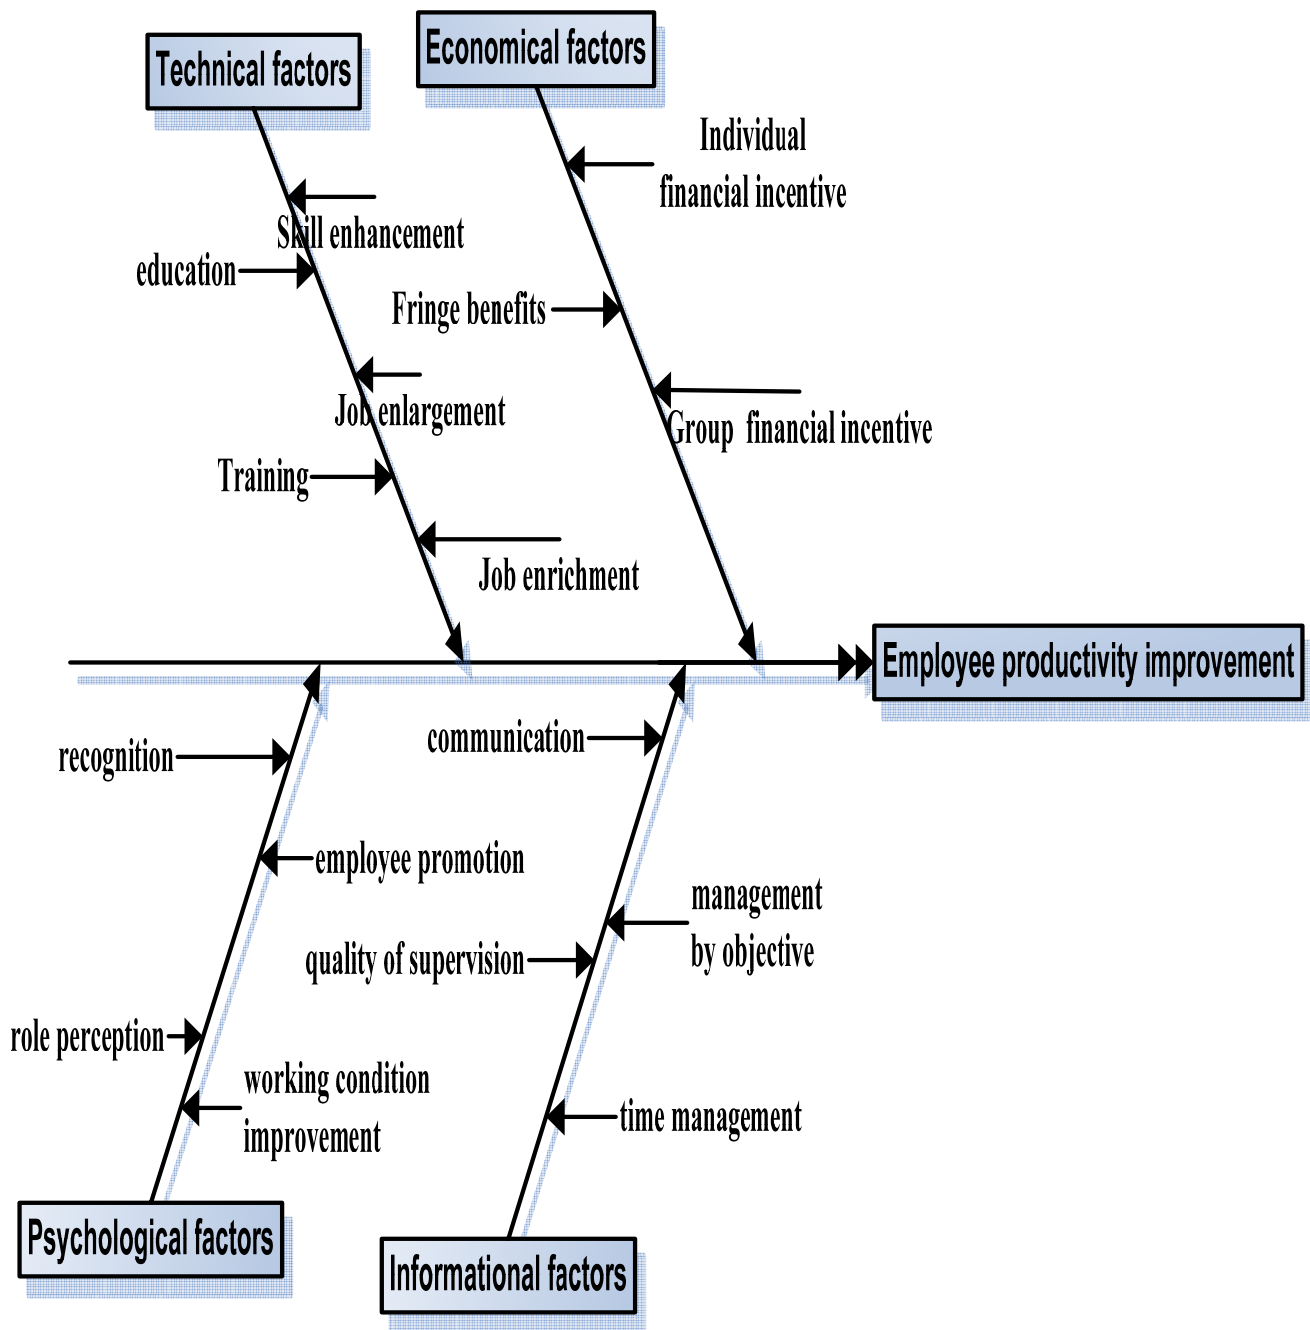 Economical factors
Technical factors
Individual
financial incentive
Skill enhancement
education
Fringe benefits
Job enlargement
Group financial incentive
Training
Job enrichment
Employee productivity improvement
communication
recognition
employee promotion
management
by objective
quality of supervision
role perception
working condition
improvement
time management
Psychological factors
Informational factors